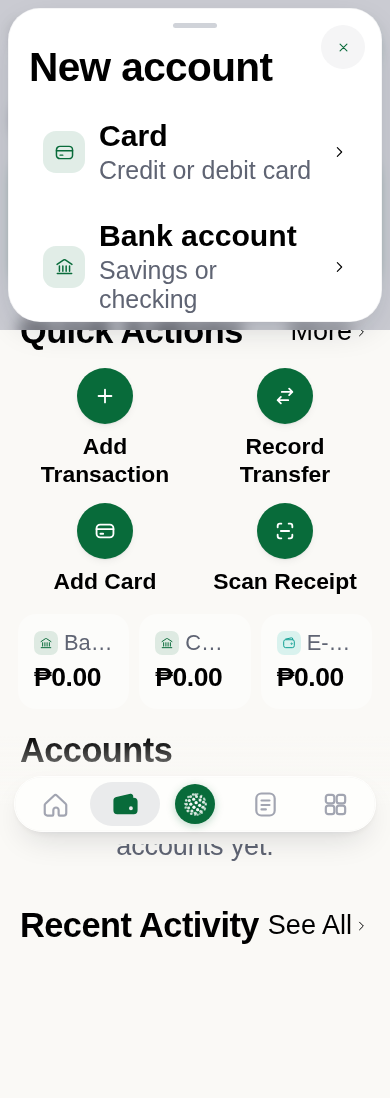 New account
Card
Credit or debit card
Bank account
Savings or
checking
Quick Actions
More
Add
Transaction
Record
Transfer
Add Card
Scan Receipt
Ba...
₱0.00
C...
₱0.00
E-...
₱0.00
Accounts
accounts yet.
Recent Activity
See All